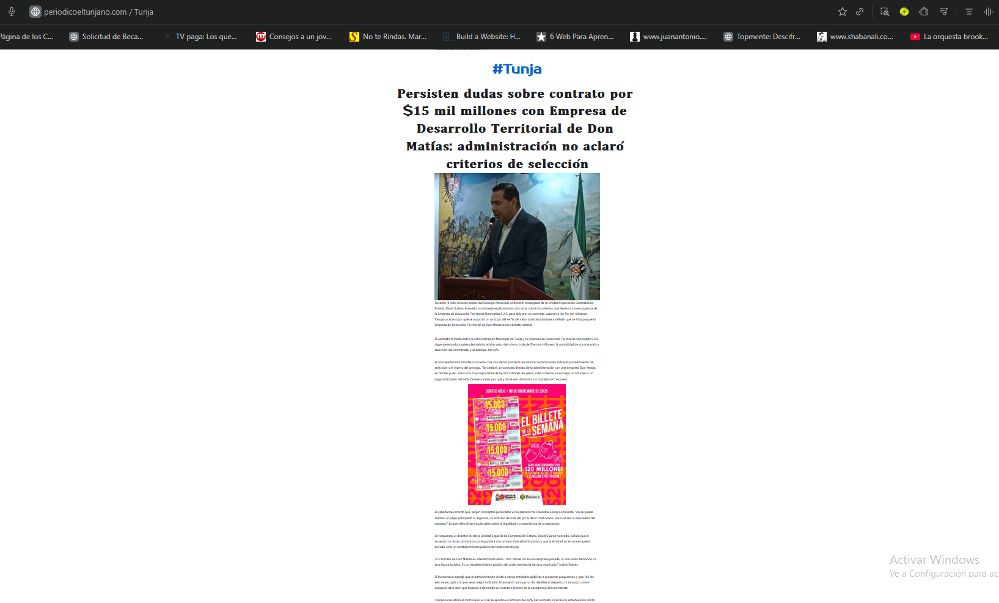 periodicoeltunjano.com / Tunja
Página de los C...
Solicitud de Beca...
TV paga: Los que...
Consejos a un jov...
No te Rindas. Mar...
Build a Website: H...
6 Web Para Apren...
www.juanantonio....
Topmente: Descifr...
www.shabanali.co...
La orquesta brook...
#Tunja
Persisten dudas sobre contrato por
$15 mil millones con Empresa de
Desarrollo Territorial de Don
Matías: administración no aclaró
criterios de selección
Durante la más reciente sesión del Concejo Municipal, el director encargado de la Unidad Especial de Contratación
Estatal, David Suárez Acevedo, no entregó explicaciones concretas sobre los criterios que llevaron a la escogencia de
la Empresa de Desarrollo Territorial Donmatías S.A.S. para ejecutar un contrato superior a los $15 mil millones.
Tampoco aclaró por qué se autorizó un anticipo del 95 % del valor total, limitándose a señalar que se hizo porque la
Empresa de Desarrollo Territorial de Don Matías tiene carácter estatal.
El contrato firmado entre la Administración Municipal de Tunja y la Empresa de Desarrollo Territorial Donmatías S.A.S.
sigue generando inquietudes debido al alto valor del mismo (más de $15.070 millones), la modalidad de contratación y
selección del contratista, y el anticipo del 95%.
El concejal Román Quintero Corredor fue uno de los primeros en solicitar explicaciones sobre el procedimiento de
selección y el monto del anticipo. "Se celebró un contrato directo de la administración con una empresa Don Matías,
en donde, pues, una suma muy importante de 15.070 millones de pesos, más o menos, se entrega un anticipo o un
pago anticipado del 95%. Quisiera saber por qué y darle esa claridad a los ciudadanos", expresó.
SORTEO 4597 / 08 DE NOVIEMBRE DE 2025
15.000
15.000
15.000
15.000
EL BILLETE
DE LA SEMANA
$20 MILLONES
Boyacá
Boyacá
El cabildante recordó que, según conceptos publicados en la plataforma Colombia Compra Eficiente, "no se puede
realizar un pago anticipado o, digamos, un anticipo de más del 50 % de lo contratado, sea cual sea la naturaleza del
contrato", lo que reforzó las inquietudes sobre la legalidad y conveniencia de la operación.
En respuesta, el director (e) de la Unidad Especial de Contratación Estatal, David Suárez Acevedo, señaló que el
acuerdo con este contratista corresponde a un contrato interadministrativo y que la entidad no es una empresa
privada, sino un establecimiento público del orden territorial.
"El contrato de Don Matías es interadministrativo... Don Matías no es una empresa privada, ni una unión temporal, ni
otra figura jurídica. Es un establecimiento público del orden territorial de otro municipio", indicó Suárez.
El funcionario agregó que la administración invitó a varias entidades públicas a presentar propuestas, y que "de las
seis, se escogió a la que tenía mejor indicador financiero", aunque no dio detalles al respecto, ni tampoco sobre
cualquier otro ítem que hubiese sido tenido en cuenta a la hora de la escogencia del contratista.
Tampoco se refirió al motivo por el cual se aprobó un anticipo del 95% del contrato, ni aclaró si esta decisión contó
Activar Windows
Ve a Configuración para ac